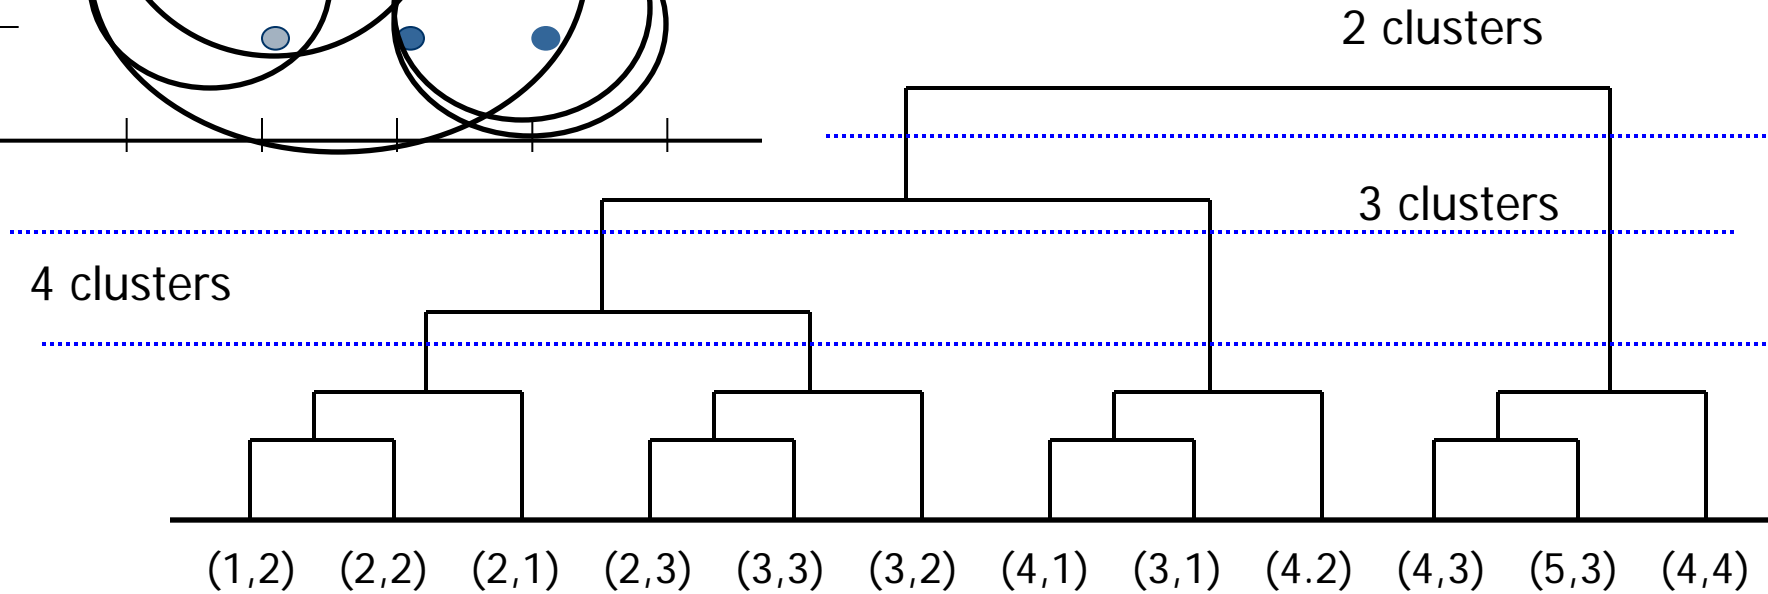 2 clusters
3 clusters
4 clusters
(1,2) (2,2) (2,1) (2,3) (3,3) (3,2) (4,1) (3,1) (4.2) (4,3) (5,3) (4,4)